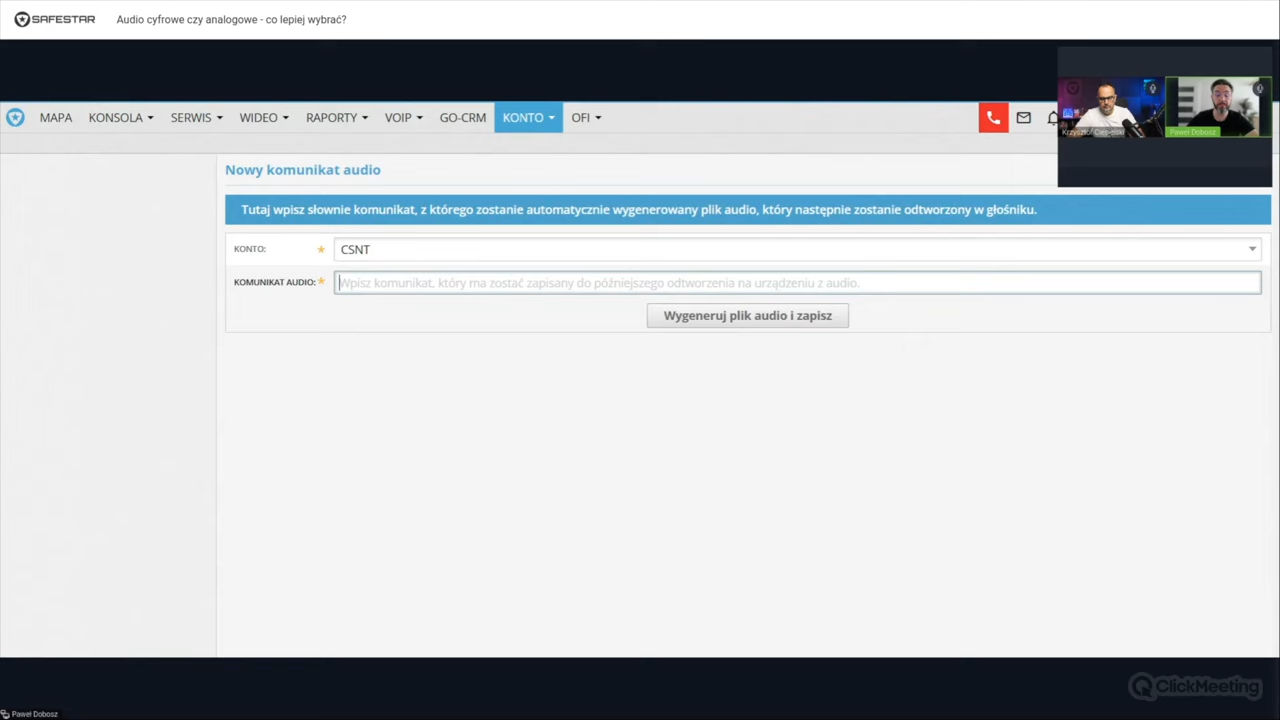 SAFESTAR Audio cyfrowe czy analogowe - co lepiej wybrać?
MAPA KONSOLA SERWIS WIDEO RAPORTY VOIP GO-CRM KONTO OFI
Krzysztof Ciesielski Paweł Dobosz
Nowy komunikat audio
Tutaj wpisz słownie komunikat, z którego zostanie automatycznie wygenerowany plik audio, który następnie zostanie odtworzony w głośniku.
KONTO: CSNT
KOMUNIKAT AUDIO: Wpisz komunikat, który ma zostać zapisany do późniejszego odtworzenia na urządzeniu z audio.
Wygeneruj plik audio i zapisz
ClickMeeting
Paweł Dobosz